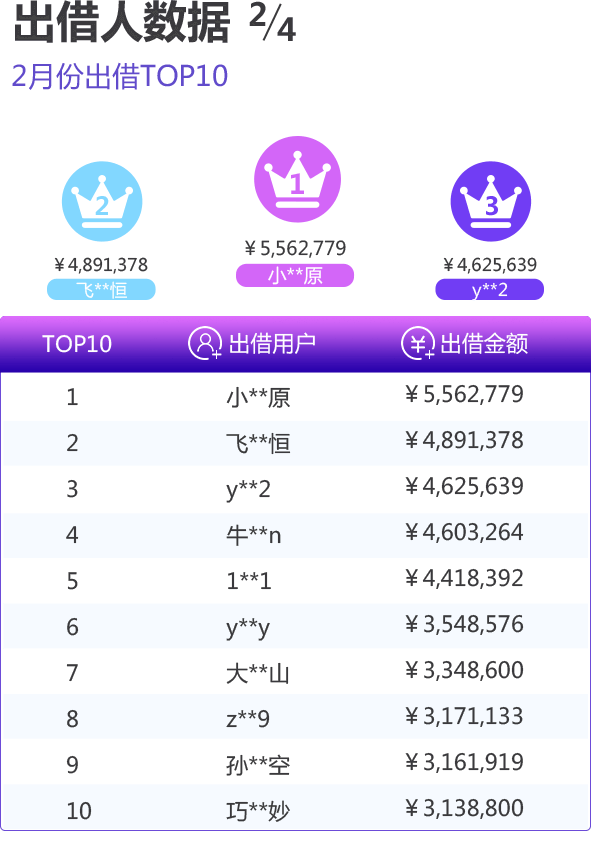 出借人数据 2/4
2月份出借TOP10
2 1 3
￥4,891,378 ￥5,562,779 ￥4,625,639
飞**恒 小**原 y**2
TOP10 出借用户 ￥ 出借金额
1 小**原 ￥5,562,779
2 飞**恒 ￥4,891,378
3 y**2 ￥4,625,639
4 牛**n ￥4,603,264
5 1**1 ￥4,418,392
6 y**y ￥3,548,576
7 大**山 ￥3,348,600
8 z**9 ￥3,171,133
9 孙**空 ￥3,161,919
10 巧**妙 ￥3,138,800